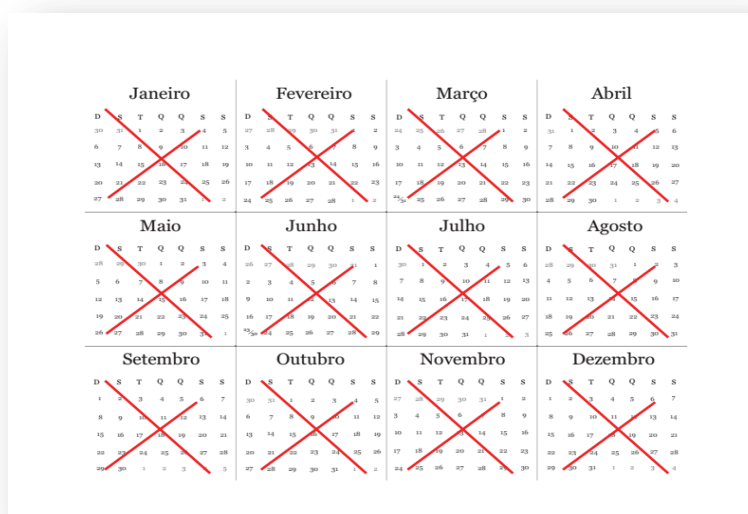 Janeiro
D S T Q Q S S
30 31 1 2 3 4 5
6 7 8 9 10 11 12
13 14 15 16 17 18 19
20 21 22 23 24 25 26
27 28 29 30 31 1 2
Fevereiro
D S T Q Q S S
27 28 29 30 31 1 2
3 4 5 6 7 8 9
10 11 12 13 14 15 16
17 18 19 20 21 22 23
24 25 26 27 28 1 2
Março
D S T Q Q S S
24 25 26 27 28 1 2
3 4 5 6 7 8 9
10 11 12 13 14 15 16
17 18 19 20 21 22 23
24/31 25 26 27 28 29 30
Abril
D S T Q Q S S
31 1 2 3 4 5 6
7 8 9 10 11 12 13
14 15 16 17 18 19 20
21 22 23 24 25 26 27
28 29 30 1 2 3 4
Maio
D S T Q Q S S
28 29 30 1 2 3 4
5 6 7 8 9 10 11
12 13 14 15 16 17 18
19 20 21 22 23 24 25
26 27 28 29 30 31 1
Junho
D S T Q Q S S
26 27 28 29 30 31 1
2 3 4 5 6 7 8
9 10 11 12 13 14 15
16 17 18 19 20 21 22
23/30 24 25 26 27 28 29
Julho
D S T Q Q S S
30 1 2 3 4 5 6
7 8 9 10 11 12 13
14 15 16 17 18 19 20
21 22 23 24 25 26 27
28 29 30 31 1 2 3
Agosto
D S T Q Q S S
28 29 30 31 1 2 3
4 5 6 7 8 9 10
11 12 13 14 15 16 17
18 19 20 21 22 23 24
25 26 27 28 29 30 31
Setembro
D S T Q Q S S
1 2 3 4 5 6 7
8 9 10 11 12 13 14
15 16 17 18 19 20 21
22 23 24 25 26 27 28
29 30 1 2 3 5
Outubro
D S T Q Q S S
30 31 1 2 3 4 5
6 7 8 9 10 11 12
13 14 15 16 17 18 19
20 21 22 23 24 25 26
27 28 29 30 31 1 2
Novembro
D S T Q Q S S
27 28 29 30 31 1 2
3 4 5 6 8 9
10 11 12 13 14 15 16
17 18 19 20 21 22 23
24 25 26 27 28 29 30
Dezembro
D S T Q Q S S
1 2 3 4 5 6 7
8 9 10 11 12 13 14
15 16 17 18 19 20 21
22 23 24 25 26 27 28
29 30 31 1 2 3 4